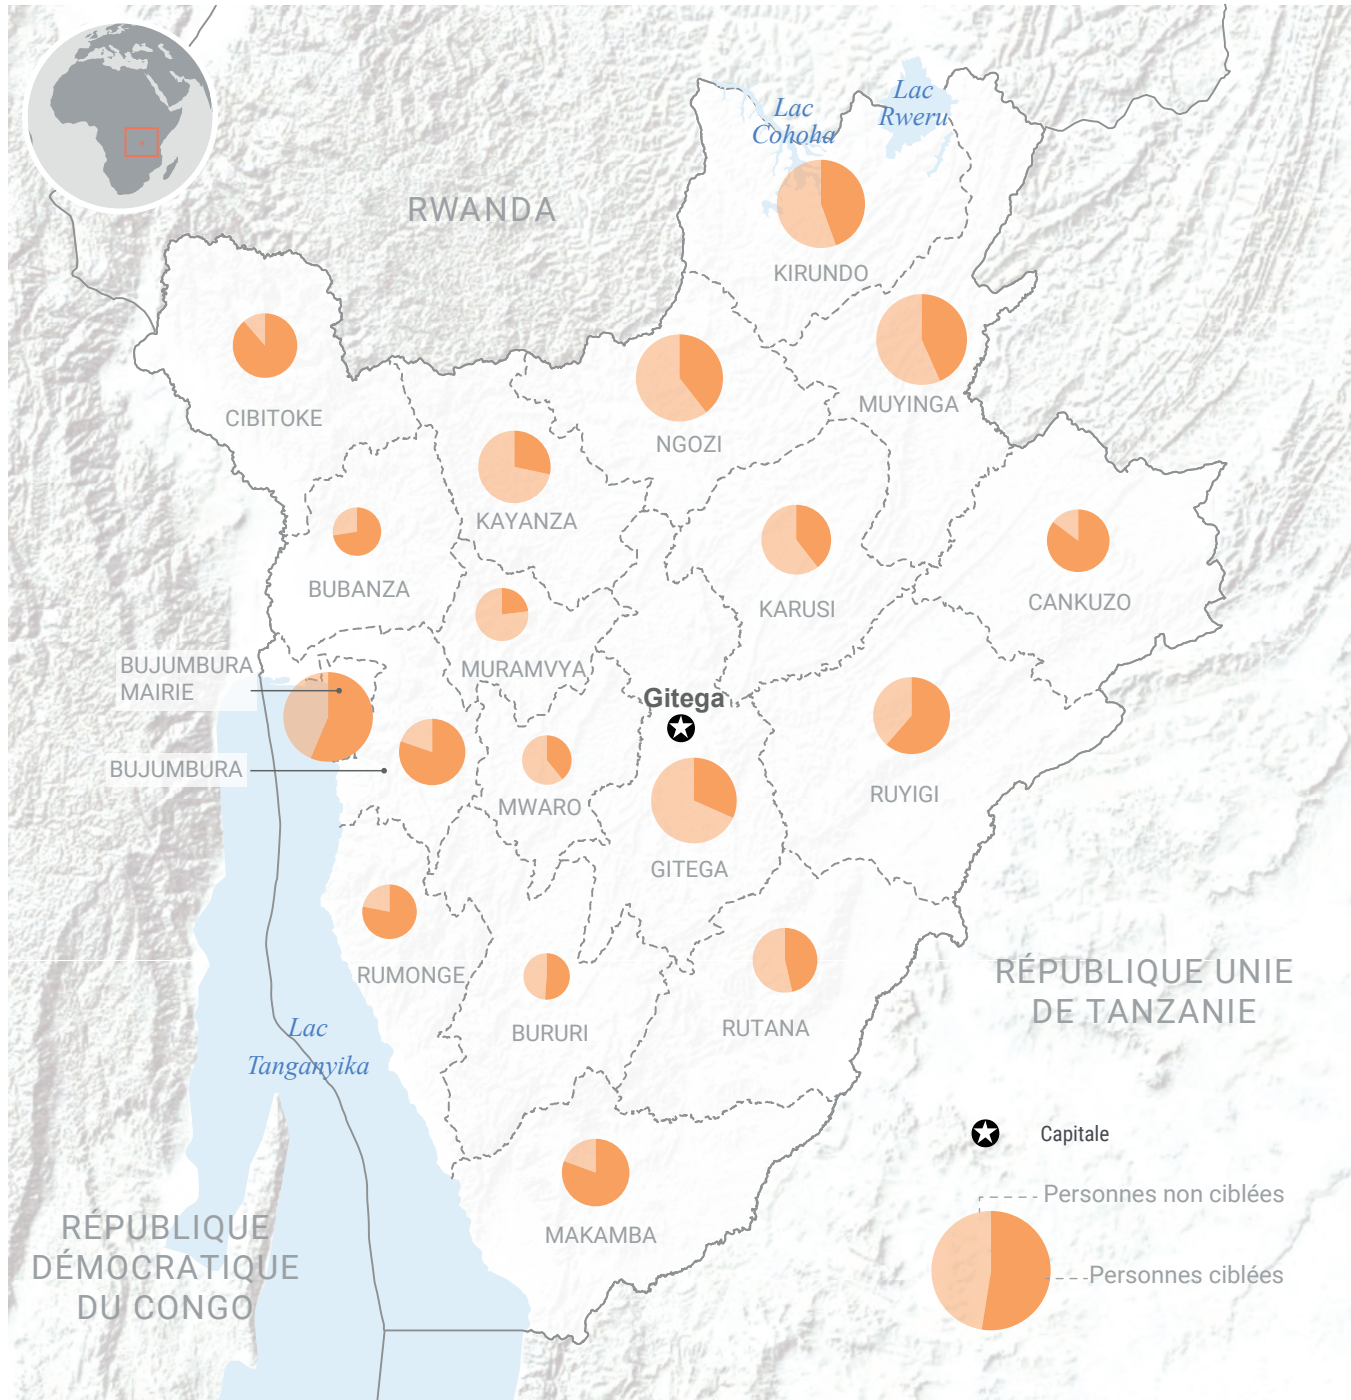 Lac
Rweru
Lac
Cohoha
RWANDA
KIRUNDO
MUYINGA
CIBITOKE
NGOZI
KAYANZA
BUBANZA
KARUSI
CANKUZO
MURAMVYA
BUJUMBURA
MAIRIE
Gitega
BUJUMBURA
MWARO
RUYIGI
GITEGA
RUMONGE
RÉPUBLIQUE UNIE
DE TANZANIE
BURURI
RUTANA
Lac
Tanganyika
Capitale
Personnes non ciblées
Personnes ciblées
MAKAMBA
RÉPUBLIQUE
DÉMOCRATIQUE
DU CONGO